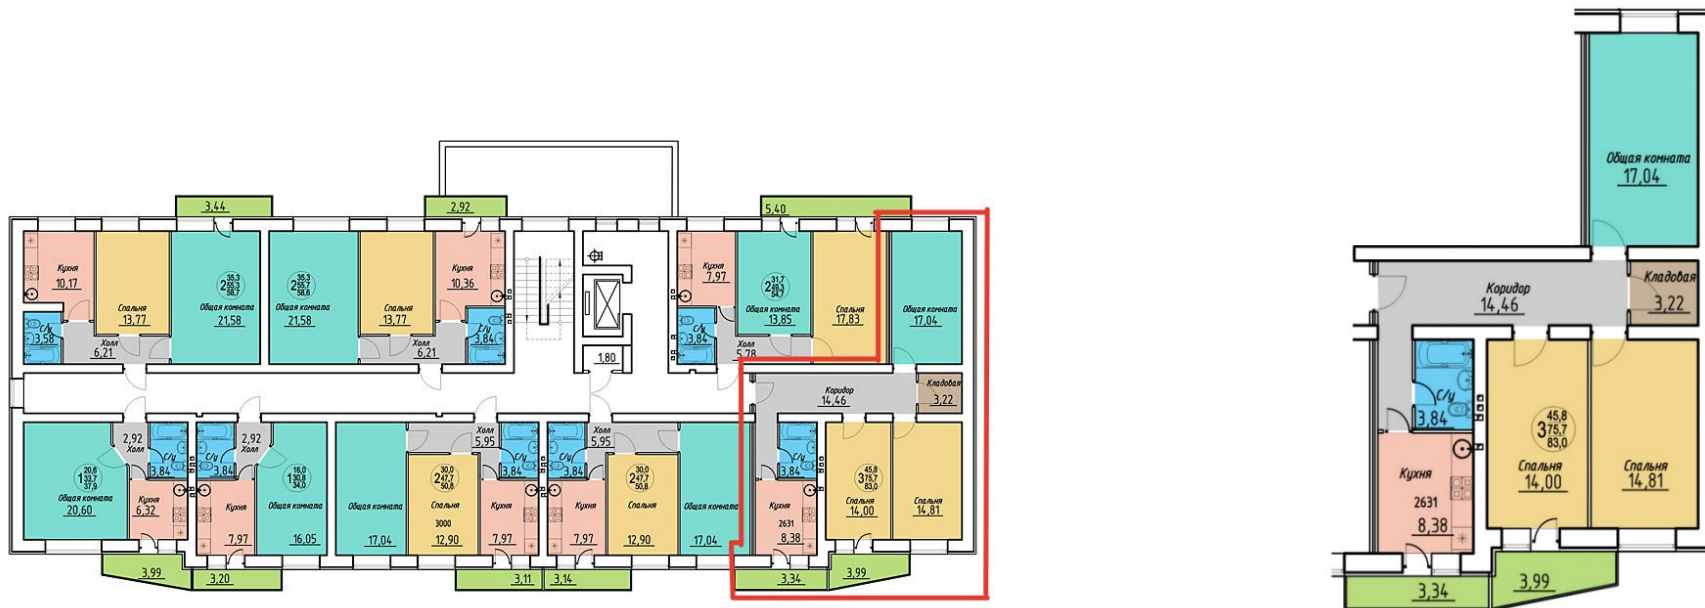 3,44
2,92
5,40
Кухня
10,17
Спальня
13,77
2
35,3
55,3
58,7
Общая комната
21,58
С/у
3,58
Холл
6,21
2
35,3
55,7
58,6
Общая комната
21,58
Спальня
13,77
Кухня
10,36
Холл
6,21
С/у
3,84
1,80
Кухня
7,97
2
31,7
49,3
54,7
Общая комната
13,85
Спальня
17,83
С/у
3,84
Холл
5,78
Общая комната
17,04
Коридор
14,46
Кладовая
3,22
1
20,6
33,7
37,9
Общая комната
20,60
2,92
Холл
С/у
3,84
Кухня
6,32
3,99
С/у
3,84
2,92
Холл
Кухня
7,97
1
16,0
30,8
34,0
Общая комната
16,05
3,20
Общая комната
17,04
2
30,0
47,7
50,8
Спальня
3000
12,90
Холл
5,95
С/у
3,84
Кухня
7,97
3,11
С/у
3,84
Холл
5,95
Кухня
7,97
2
30,0
47,7
50,8
Спальня
12,90
Общая комната
17,04
3,14
С/у
3,84
Кухня
2631
8,38
3
45,8
75,7
83,0
Спальня
14,00
Спальня
14,81
3,34
3,99
Общая комната
17,04
Коридор
14,46
Кладовая
3,22
С/у
3,84
Кухня
2631
8,38
3
45,8
75,7
83,0
Спальня
14,00
Спальня
14,81
3,34
3,99